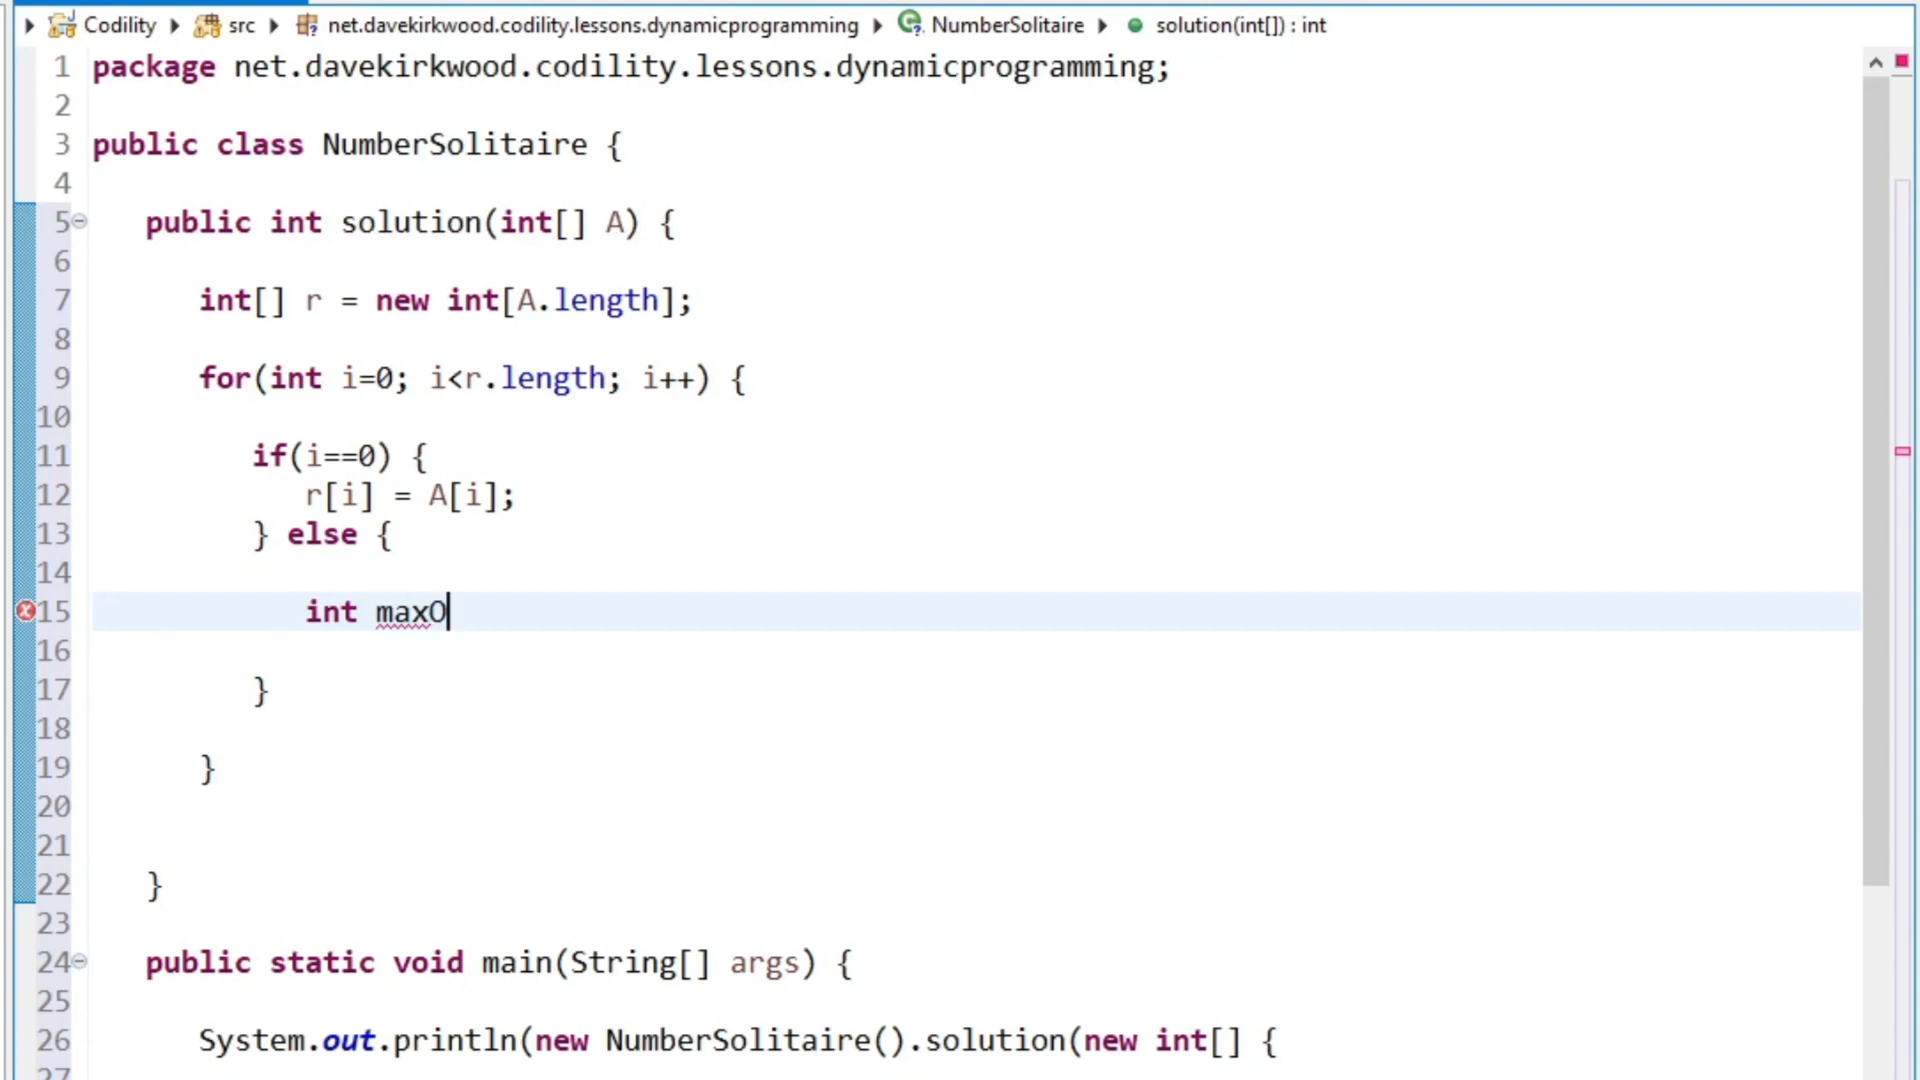 Codility src net.davekirkwood.codility.lessons.dynamicprogramming NumberSolitaire solution(int[]) : int
1 package net.davekirkwood.codility.lessons.dynamicprogramming;
2
3 public class NumberSolitaire {
4
5 public int solution(int[] A) {
6
7 int[] r = new int[A.length];
8
9 for(int i=0; i<r.length; i++) {
10
11 if(i==0) {
12 r[i] = A[i];
13 } else {
14
15 int maxO
16
17 }
18
19 }
20
21
22 }
23
24 public static void main(String[] args) {
25
26 System.out.println(new NumberSolitaire().solution(new int[] {
27